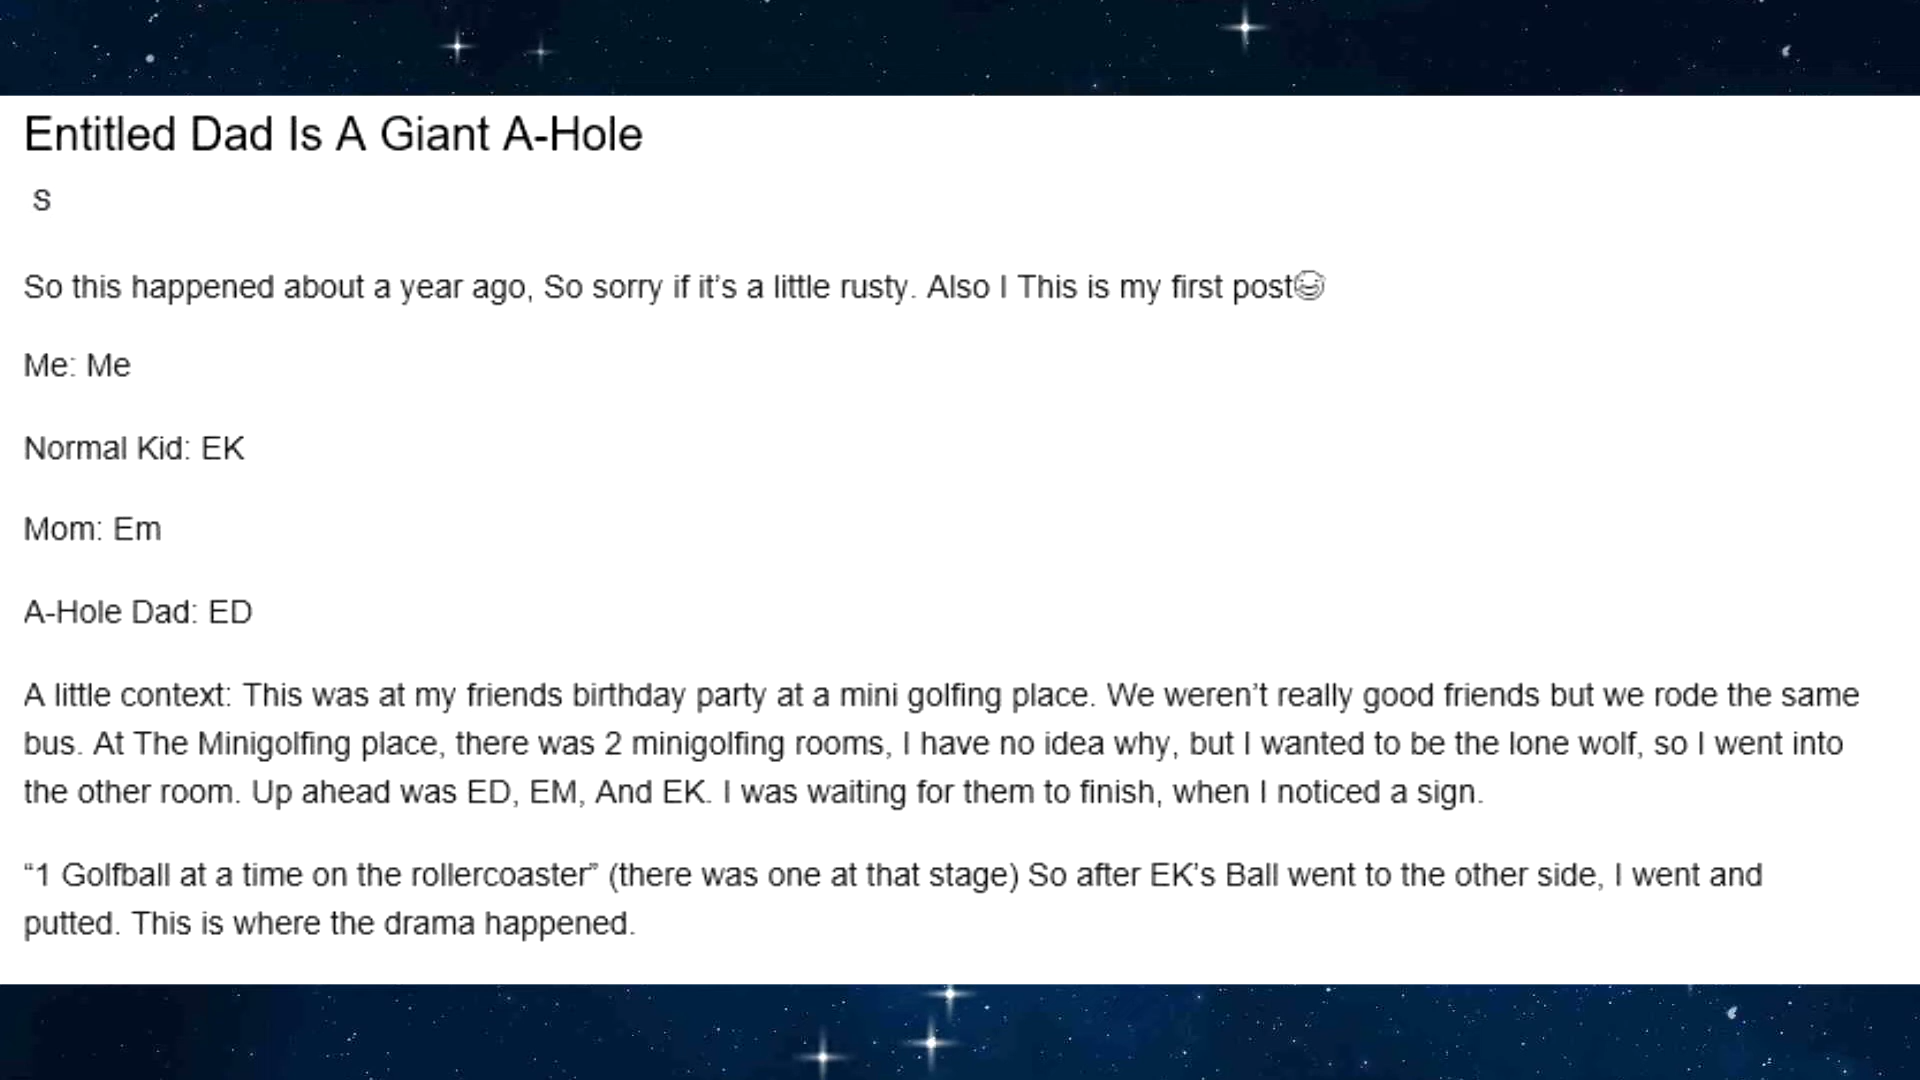 Entitled Dad Is A Giant A-Hole
s
So this happened about a year ago, So sorry if it’s a little rusty. Also I This is my first post😅
Me: Me
Normal Kid: EK
Mom: Em
A-Hole Dad: ED
A little context: This was at my friends birthday party at a mini golfing place. We weren’t really good friends but we rode the same
bus. At The Minigolfing place, there was 2 minigolfing rooms, I have no idea why, but I wanted to be the lone wolf, so I went into
the other room. Up ahead was ED, EM, And EK. I was waiting for them to finish, when I noticed a sign.
“1 Golfball at a time on the rollercoaster” (there was one at that stage) So after EK’s Ball went to the other side, I went and
putted. This is where the drama happened.